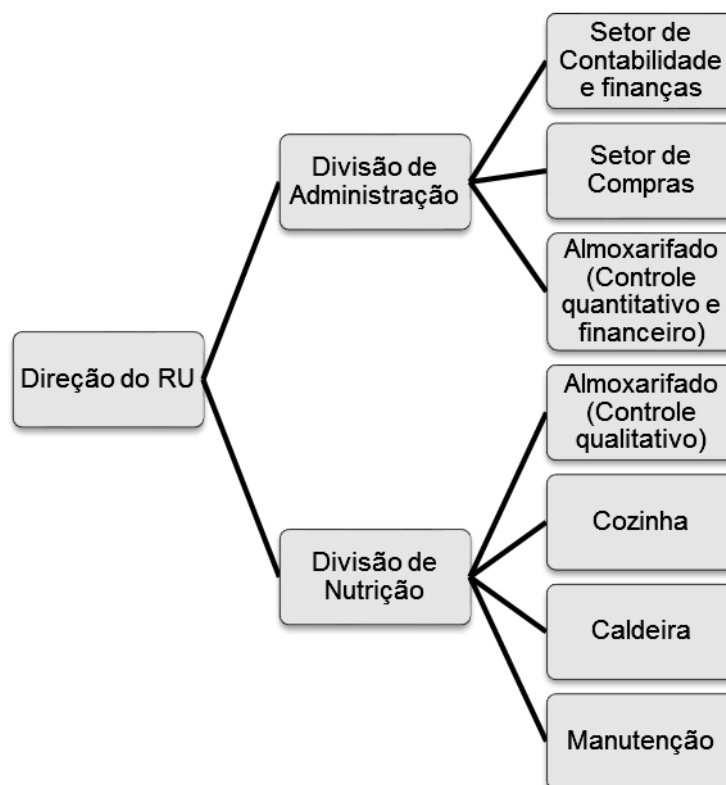 Setor de
Contabilidade
e finanças
Divisão de
Administração
Setor de
Compras
Almoxarifado
(Controle
quantitativo e
financeiro)
Direção do RU
Almoxarifado
(Controle
qualitativo)
Cozinha
Divisão de
Nutrição
Caldeira
Manutenção